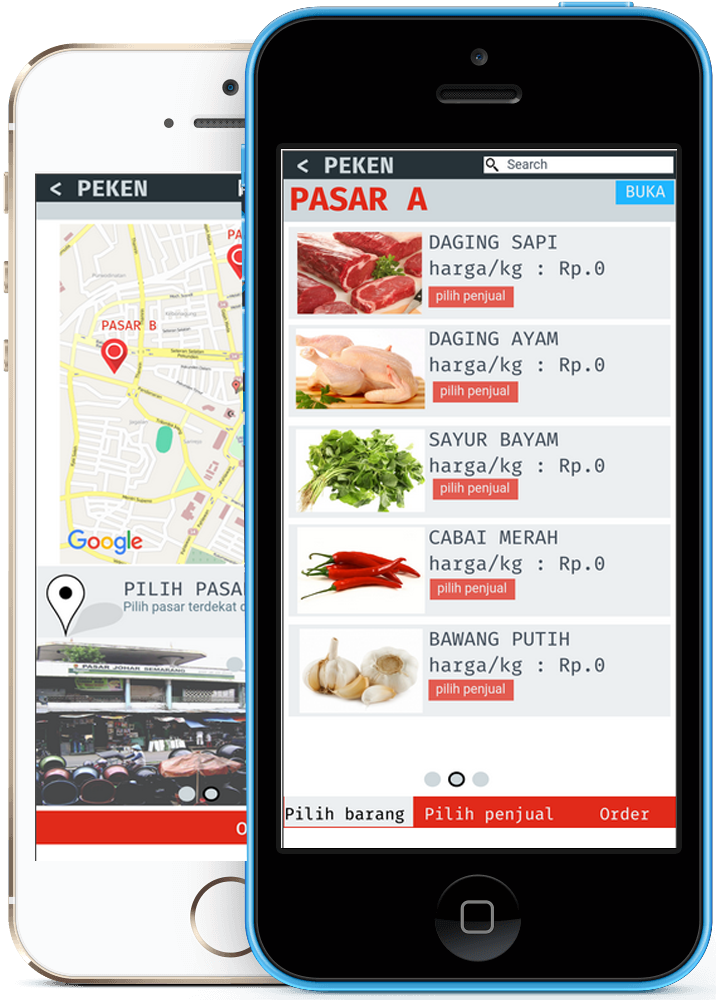 < PEKEN
PA
PASAR B
Google
PILIH PASA
Pilih pasar terdekat d
PASAR JOHAR SEMARANG
O
< PEKEN
Search
PASAR A
BUKA
DAGING SAPI
harga/kg : Rp.0
pilih penjual
DAGING AYAM
harga/kg : Rp.0
pilih penjual
SAYUR BAYAM
harga/kg : Rp.0
pilih penjual
CABAI MERAH
harga/kg : Rp.0
pilih penjual
BAWANG PUTIH
harga/kg : Rp.0
pilih penjual
Pilih barang
Pilih penjual
Order